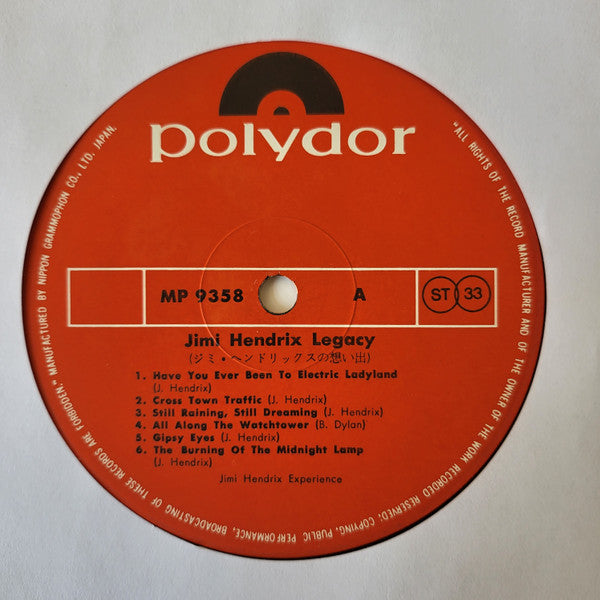 polydor
MP 9358
A
ST 33
Jimi Hendrix Legacy
(ジミ・ヘンドリックスの想い出)
1. Have You Ever Been To Electric Ladyland
(J. Hendrix)
2. Cross Town Traffic (J. Hendrix)
3. Still Raining, Still Dreaming (J. Hendrix)
4. All Along The Watchtower (B. Dylan)
5. Gipsy Eyes (J. Hendrix)
6. The Burning Of The Midnight Lamp
(J. Hendrix)
Jimi Hendrix Experience
"ALL RIGHTS OF THE RECORD MANUFACTURER AND OF THE OWNER OF THE WORK RECORDED RESERVED; COPYING, PUBLIC PERFORMANCE, BROADCASTING OF THESE RECORDS ARE FORBIDDEN." MANUFACTURED BY NIPPON GRAMMOPHON CO., LTD. JAPAN.